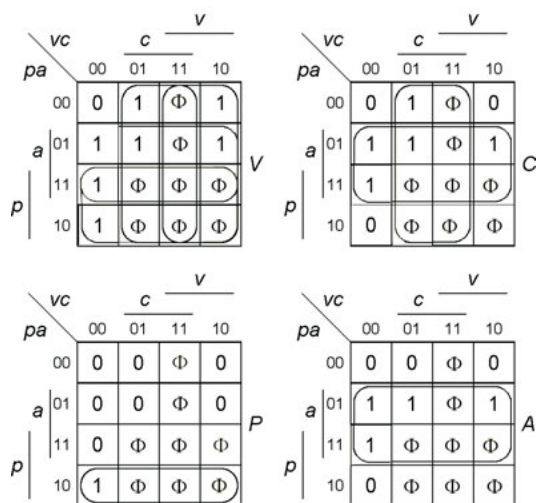 v
vc c
pa 00 01 11 10
00 0 1 Φ 1
a 01 1 1 Φ 1
V
p 11 1 Φ Φ Φ
10 1 Φ Φ Φ
v
vc c
pa 00 01 11 10
00 0 1 Φ 0
a 01 1 1 Φ 1
C
p 11 1 Φ Φ Φ
10 0 Φ Φ Φ
v
vc c
pa 00 01 11 10
00 0 0 Φ 0
a 01 0 0 Φ 0
P
p 11 0 Φ Φ Φ
10 1 Φ Φ Φ
v
vc c
pa 00 01 11 10
00 0 0 Φ 0
a 01 1 1 Φ 1
A
p 11 1 Φ Φ Φ
10 0 Φ Φ Φ